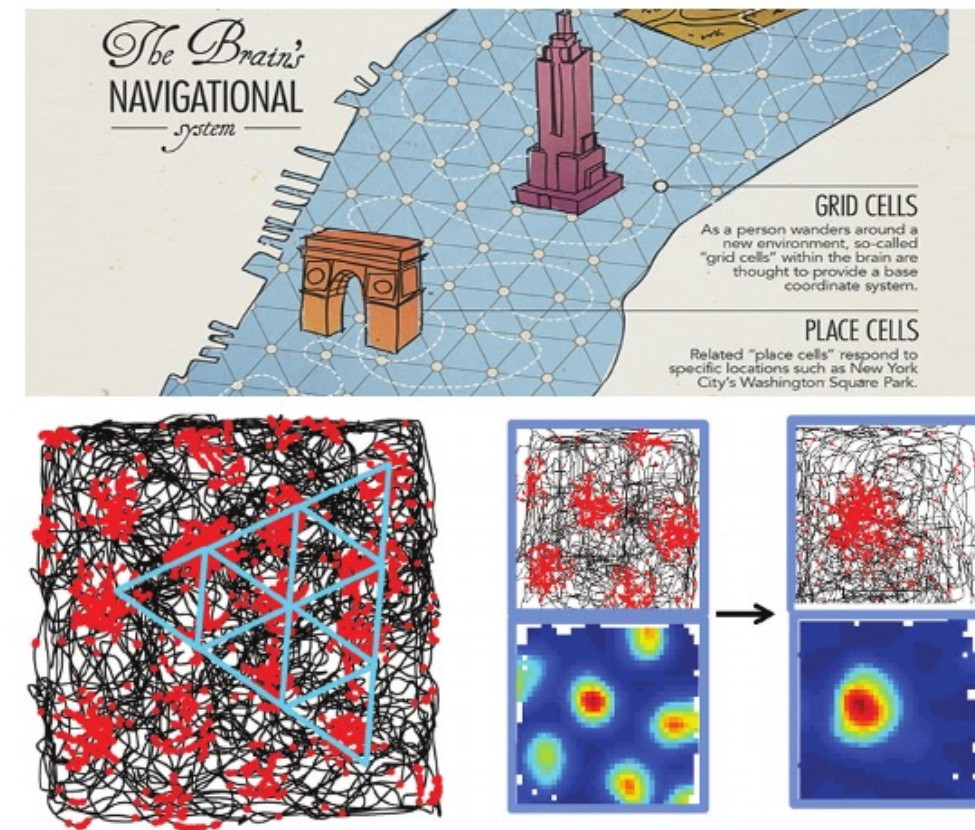 The Brain's
NAVIGATIONAL
system
GRID CELLS
As a person wanders around a
new environment, so-called
"grid cells" within the brain are
thought to provide a base
coordinate system.
PLACE CELLS
Related "place cells" respond to
specific locations such as New York
City's Washington Square Park.